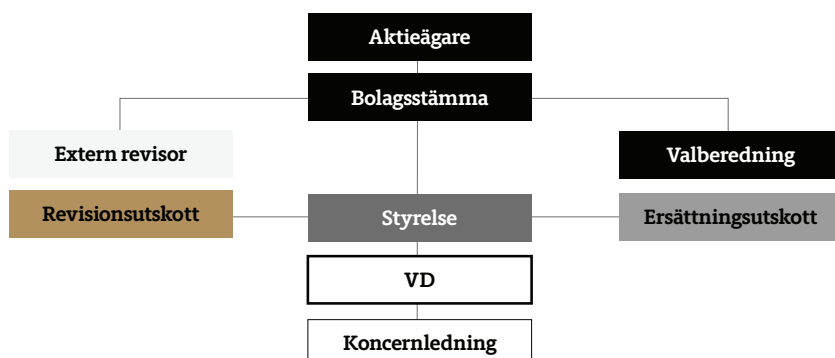 Aktieägare
Bolagsstämma
Extern revisor
Valberedning
Revisionsutskott
Styrelse
Ersättningsutskott
VD
Koncernledning